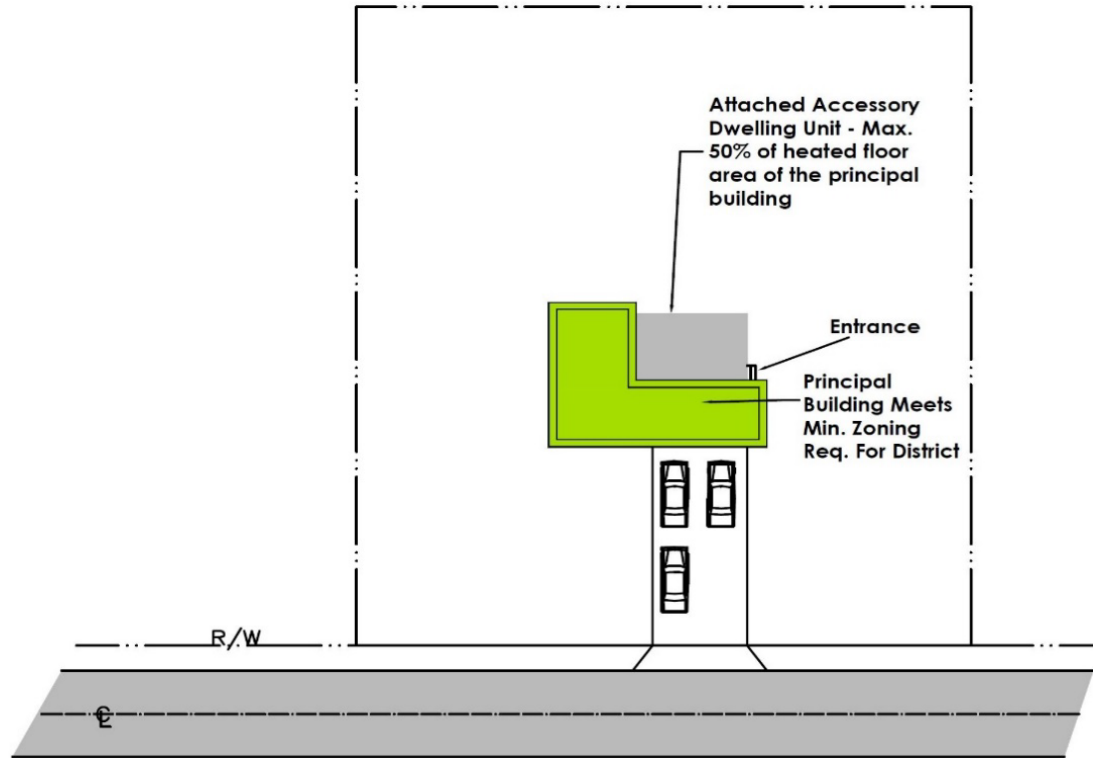 Attached Accessory
Dwelling Unit - Max.
50% of heated floor
area of the principal
building
Entrance
Principal
Building Meets
Min. Zoning
Req. For District
R/W
℄